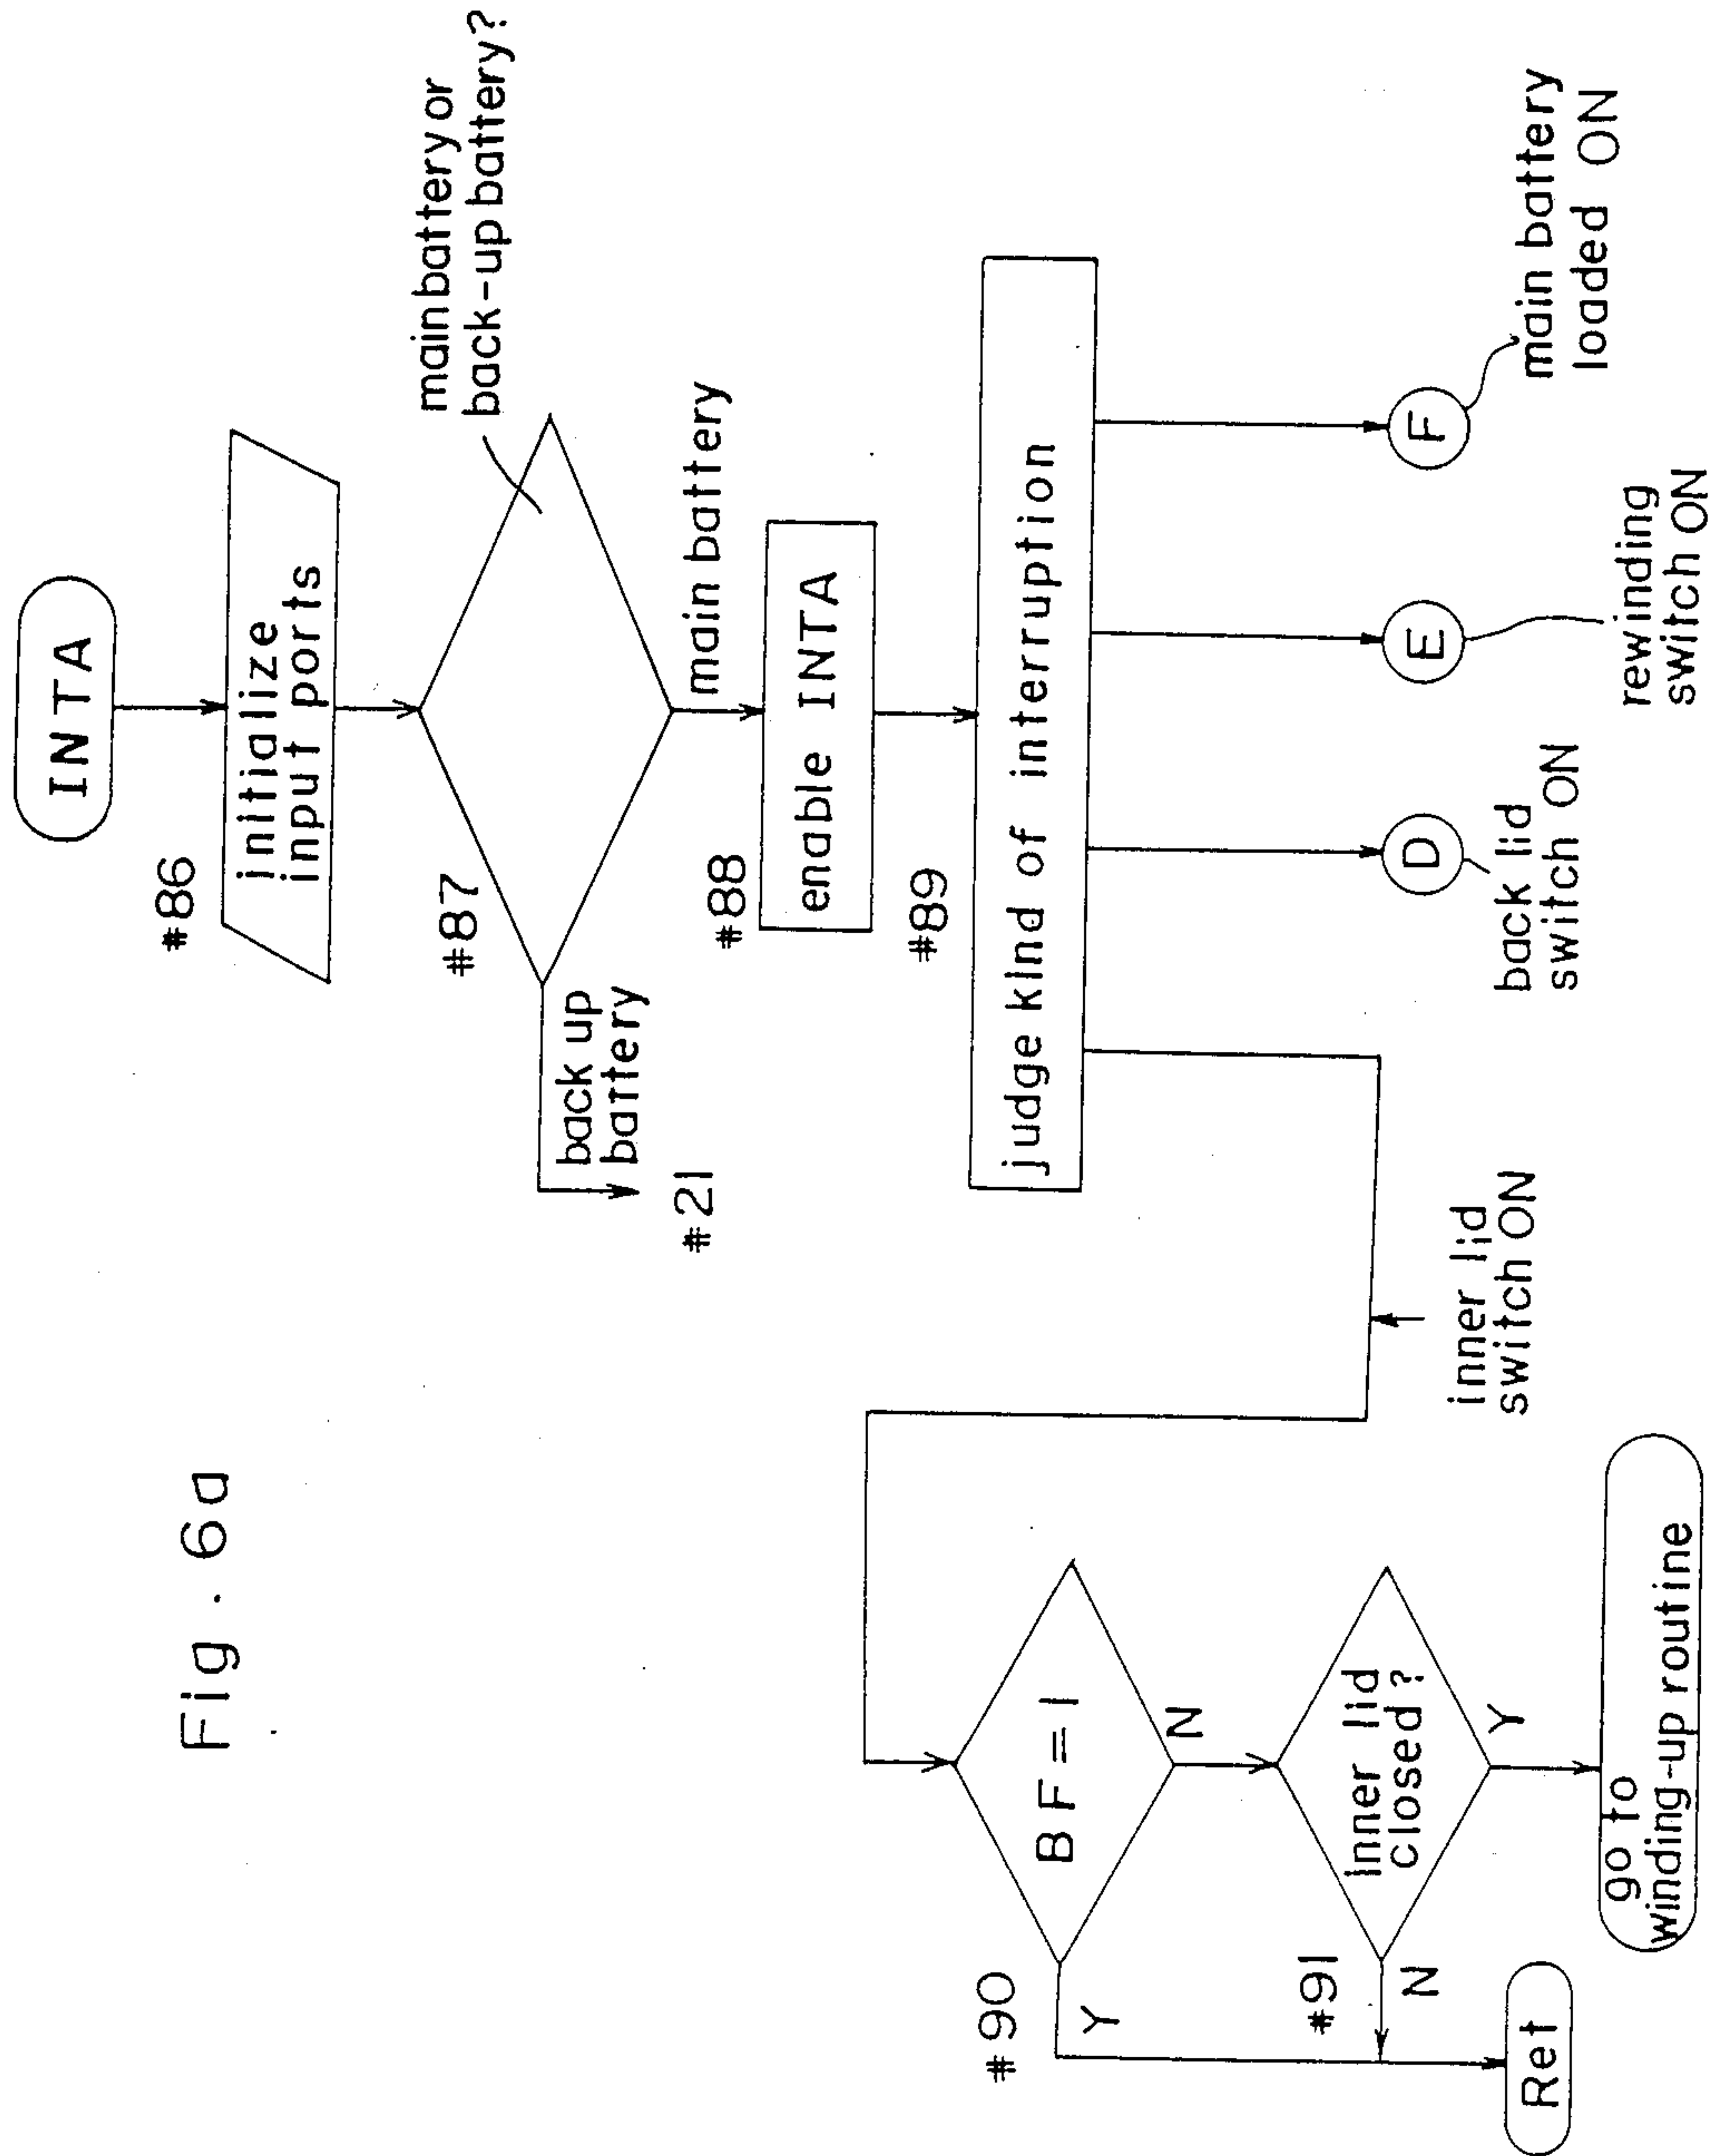 Fig. 6a
INTA
#86
initialize
input ports
#87
main battery or
back-up battery?
back up
battery
#21
main battery
#88
enable INTA
#89
judge kind of interruption
inner lid
switch ON
D
back lid
switch ON
E
rewinding
switch ON
F
main battery
loaded ON
#90
BF=1
Y
N
#91
inner lid
closed?
N
Y
Ret
go to
winding-up routine